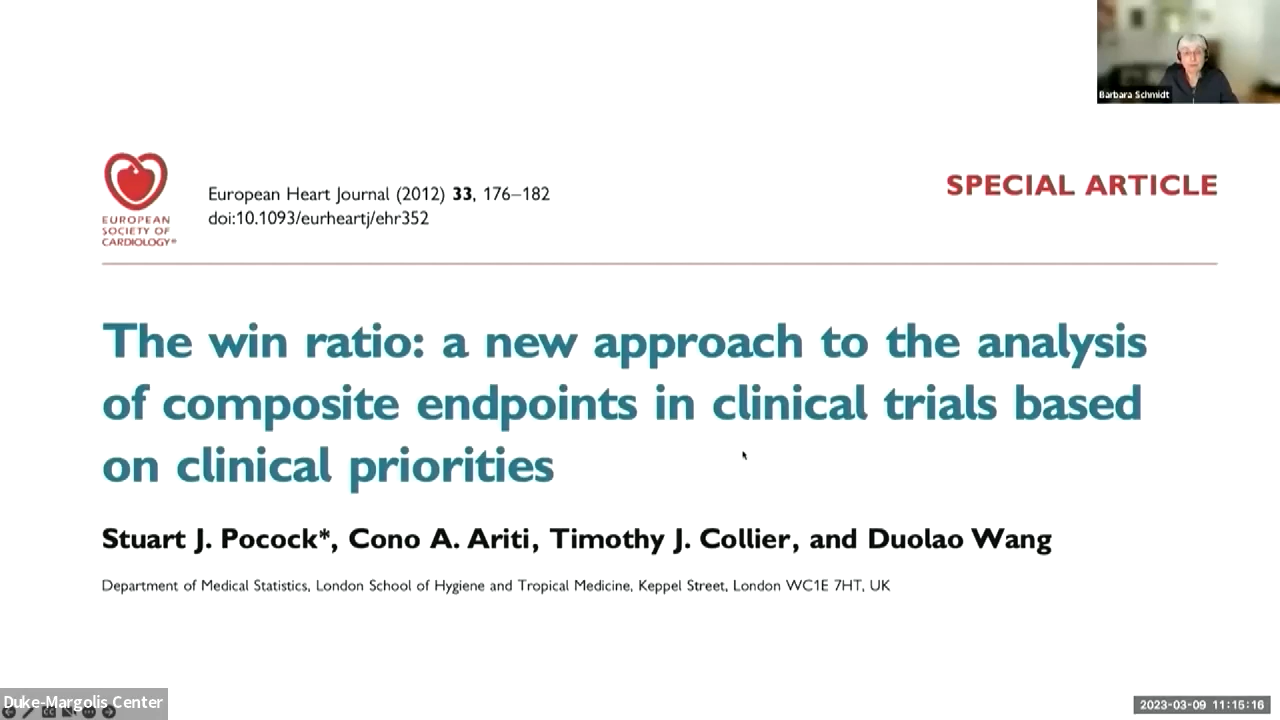 Barbara Schmidt
EUROPEAN
SOCIETY OF
CARDIOLOGY®
European Heart Journal (2012) 33, 176–182
doi:10.1093/eurheartj/ehr352
SPECIAL ARTICLE
The win ratio: a new approach to the analysis
of composite endpoints in clinical trials based
on clinical priorities
Stuart J. Pocock*, Cono A. Ariti, Timothy J. Collier, and Duolao Wang
Department of Medical Statistics, London School of Hygiene and Tropical Medicine, Keppel Street, London WC1E 7HT, UK
Duke-Margolis Center
2023-03-09 11:15:16